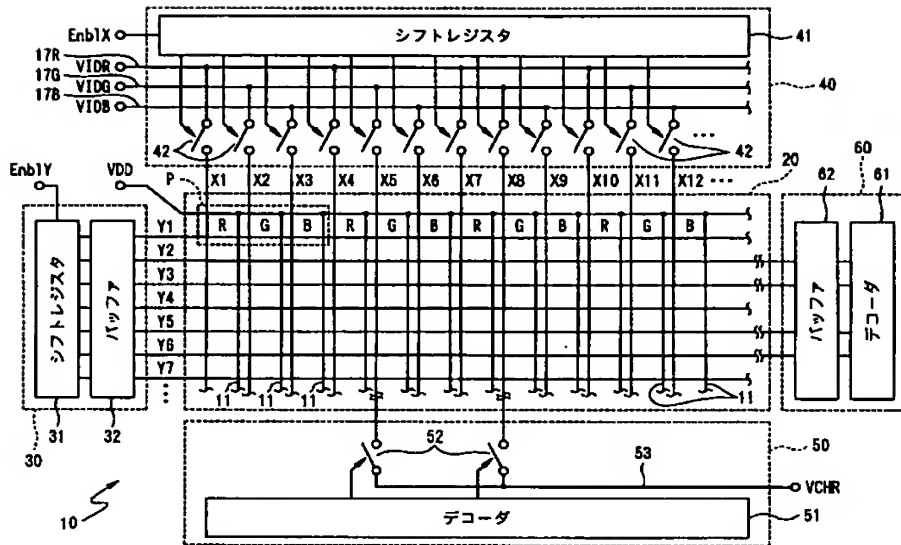 EnblX
シフトレジスタ
41
17R
VIDR
17G
VIDG
17B
VIDB
40
42
42
EnblY
VDD
P
X1 X2 X3 X4 X5 X6 X7 X8 X9 X10 X11 X12 ...
20
62
60
61
Y1
R G B R G B R G B R G B
Y2
Y3
Y4
Y5
Y6
Y7
シフトレジスタ
バッファ
バッファ
デコーダ
11 11 11
11
30
31
32
52
50
53
VCHR
10
デコーダ
51